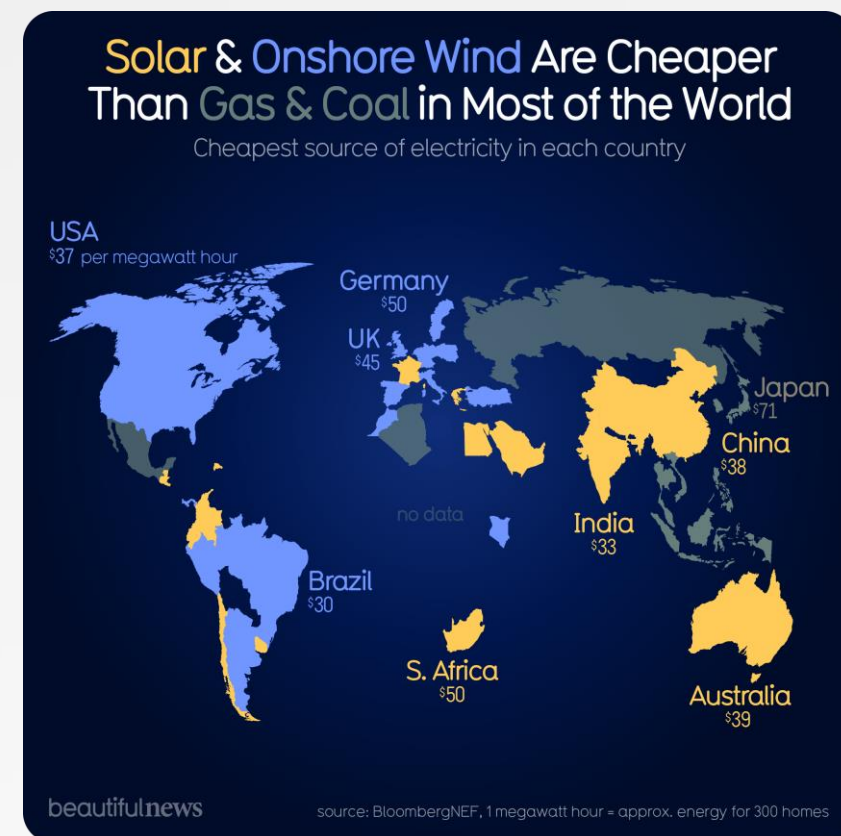 Solar & Onshore Wind Are Cheaper
Than Gas & Coal in Most of the World
Cheapest source of electricity in each country
USA
$37 per megawatt hour
Germany
$50
UK
$45
Japan
$71
China
$38
no data
India
$33
Brazil
$30
S. Africa
$50
Australia
$39
beautifulnews
source: BloombergNEF, 1 megawatt hour = approx. energy for 300 homes